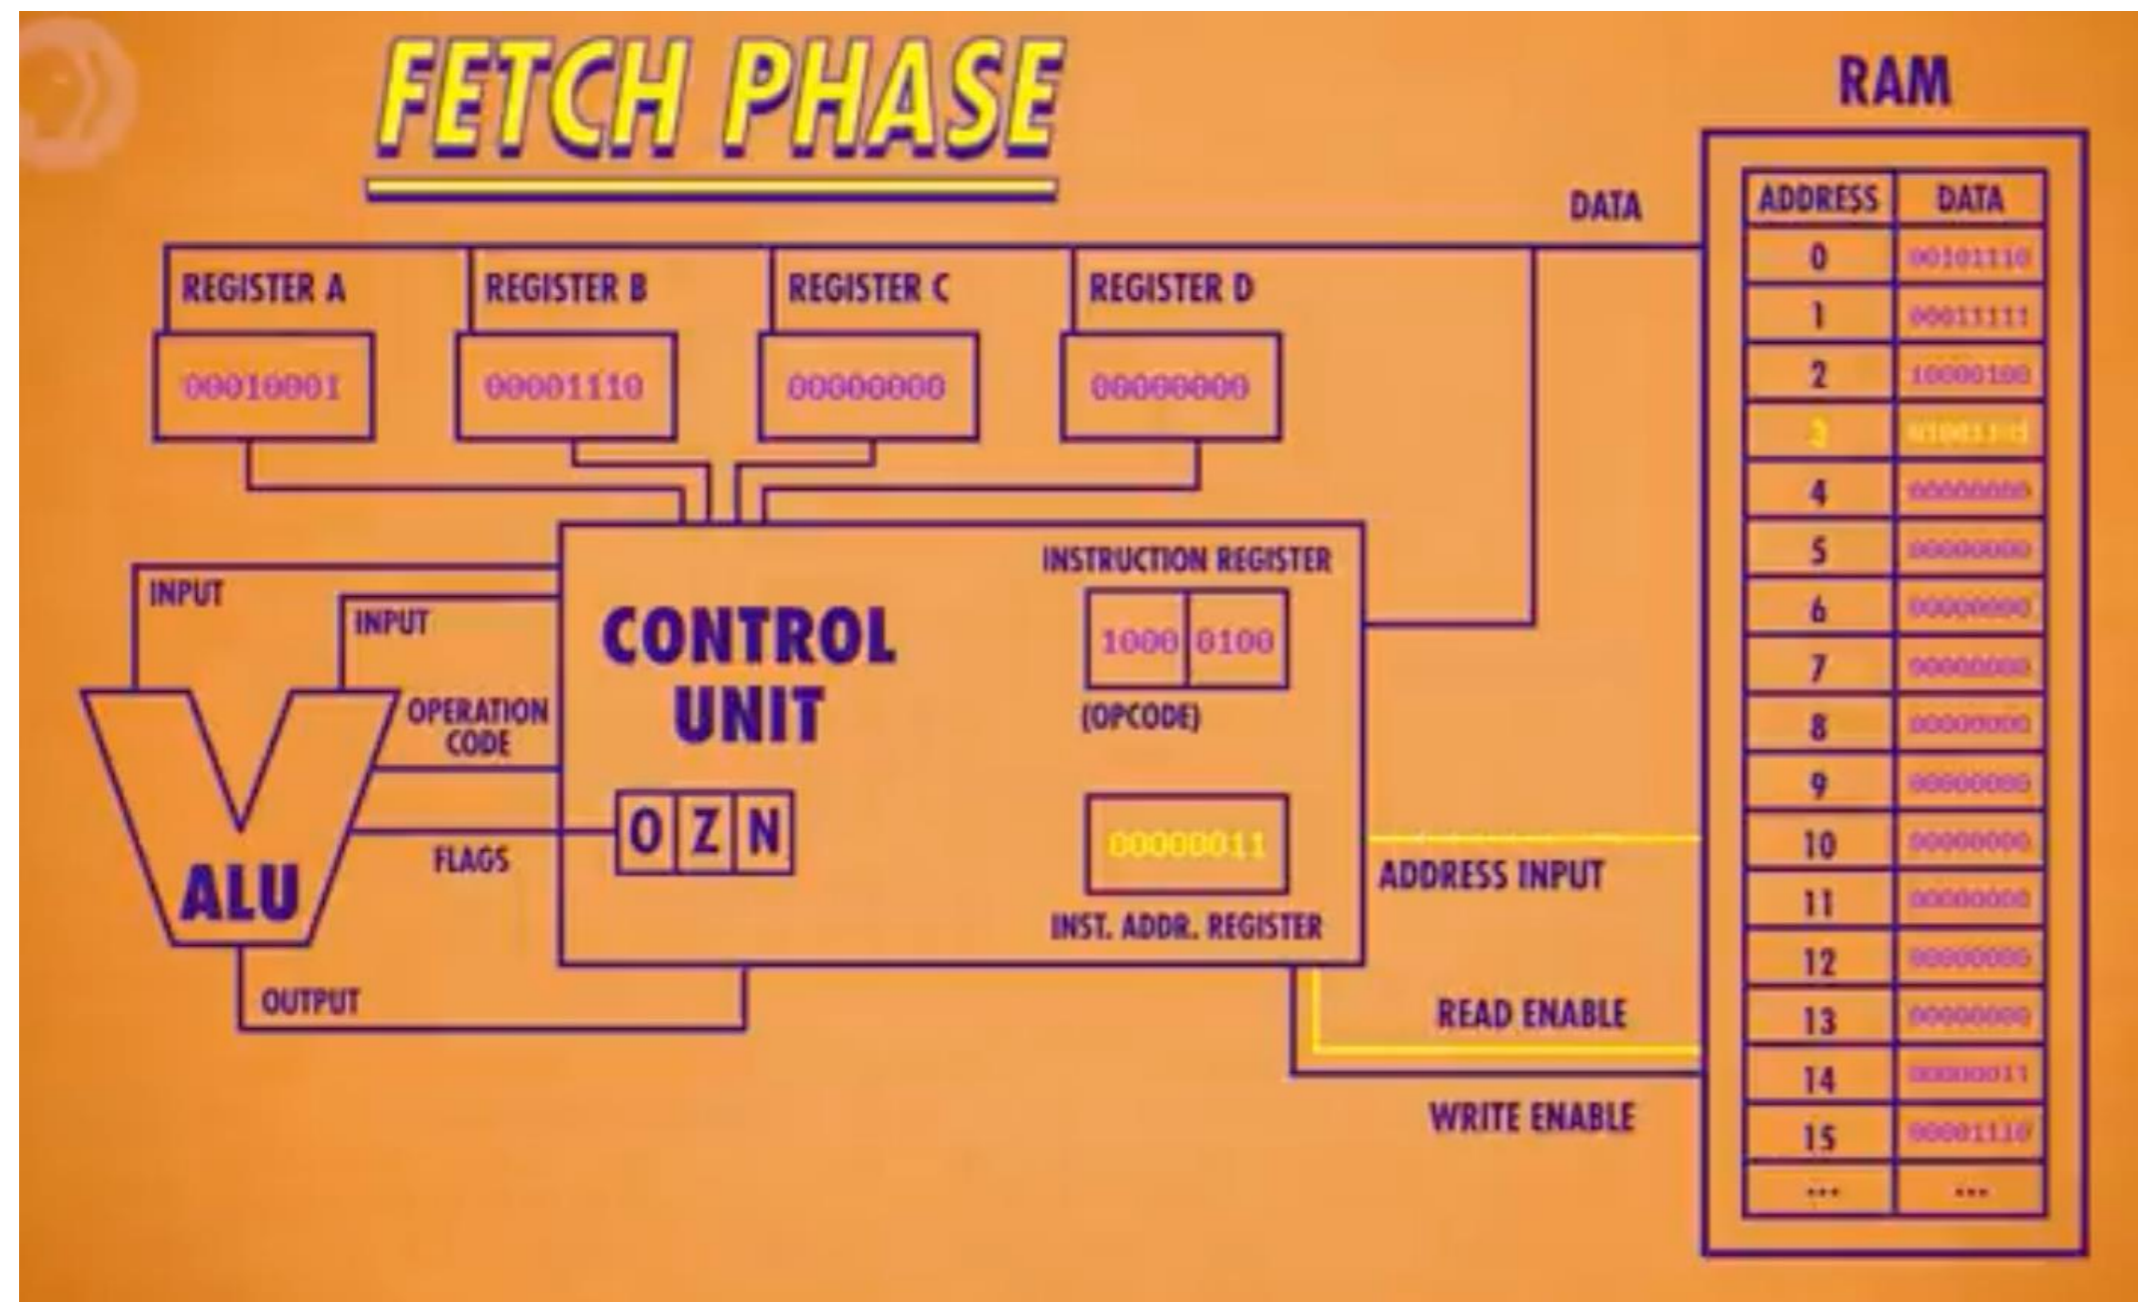 FETCH PHASE
RAM
DATA
ADDRESS DATA
0 00101110
1 00011111
2 10000100
3
4 00000000
5 00000000
6 00000000
7 00000000
8 00000000
9 00000000
10 00000000
11 00000000
12 00000000
13 00000000
14 00000011
15 00001110
... ...
REGISTER A
00010001
REGISTER B
00001110
REGISTER C
00000000
REGISTER D
00000000
INPUT
INPUT
OPERATION
CODE
FLAGS
ALU
OUTPUT
CONTROL
UNIT
O Z N
INSTRUCTION REGISTER
1000 0100
(OPCODE)
00000011
INST. ADDR. REGISTER
ADDRESS INPUT
READ ENABLE
WRITE ENABLE